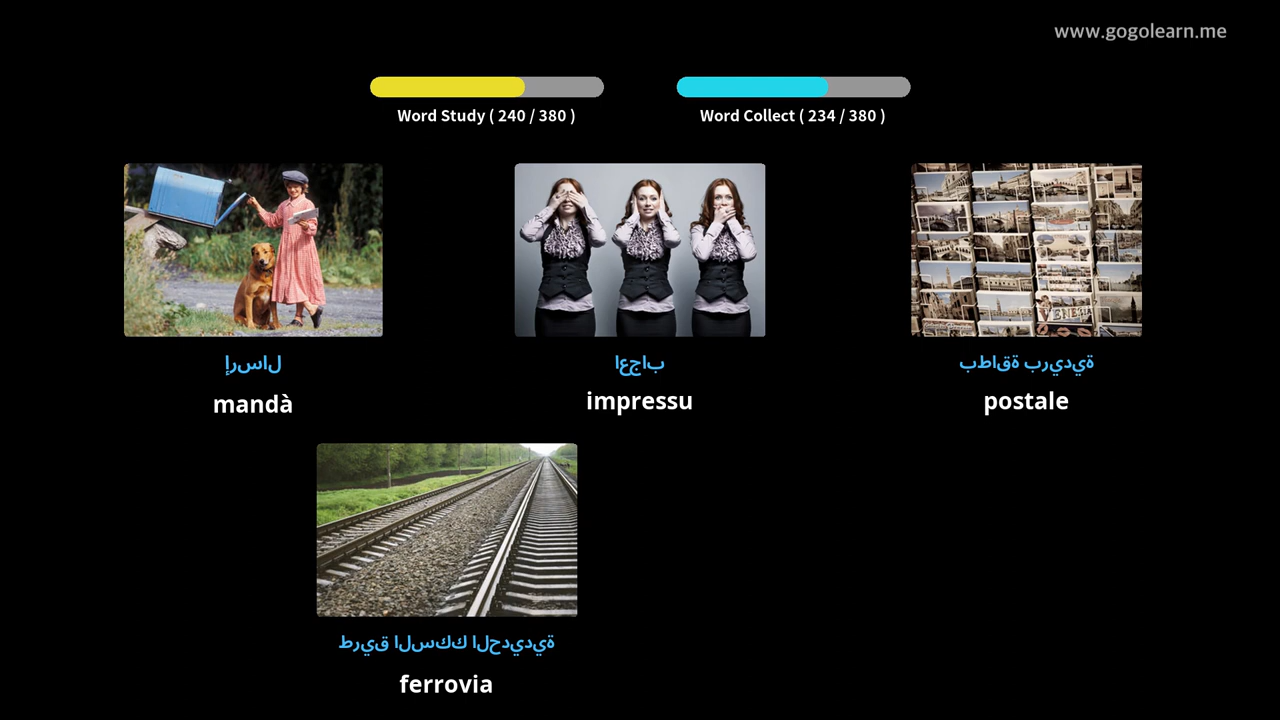 www.gogolearn.me
Word Study ( 240 / 380 )
Word Collect ( 234 / 380 )
إرسال
اعجاب
بطاقة بريدية
mandà
impressu
postale
طريق السكك الحديدية
ferrovia